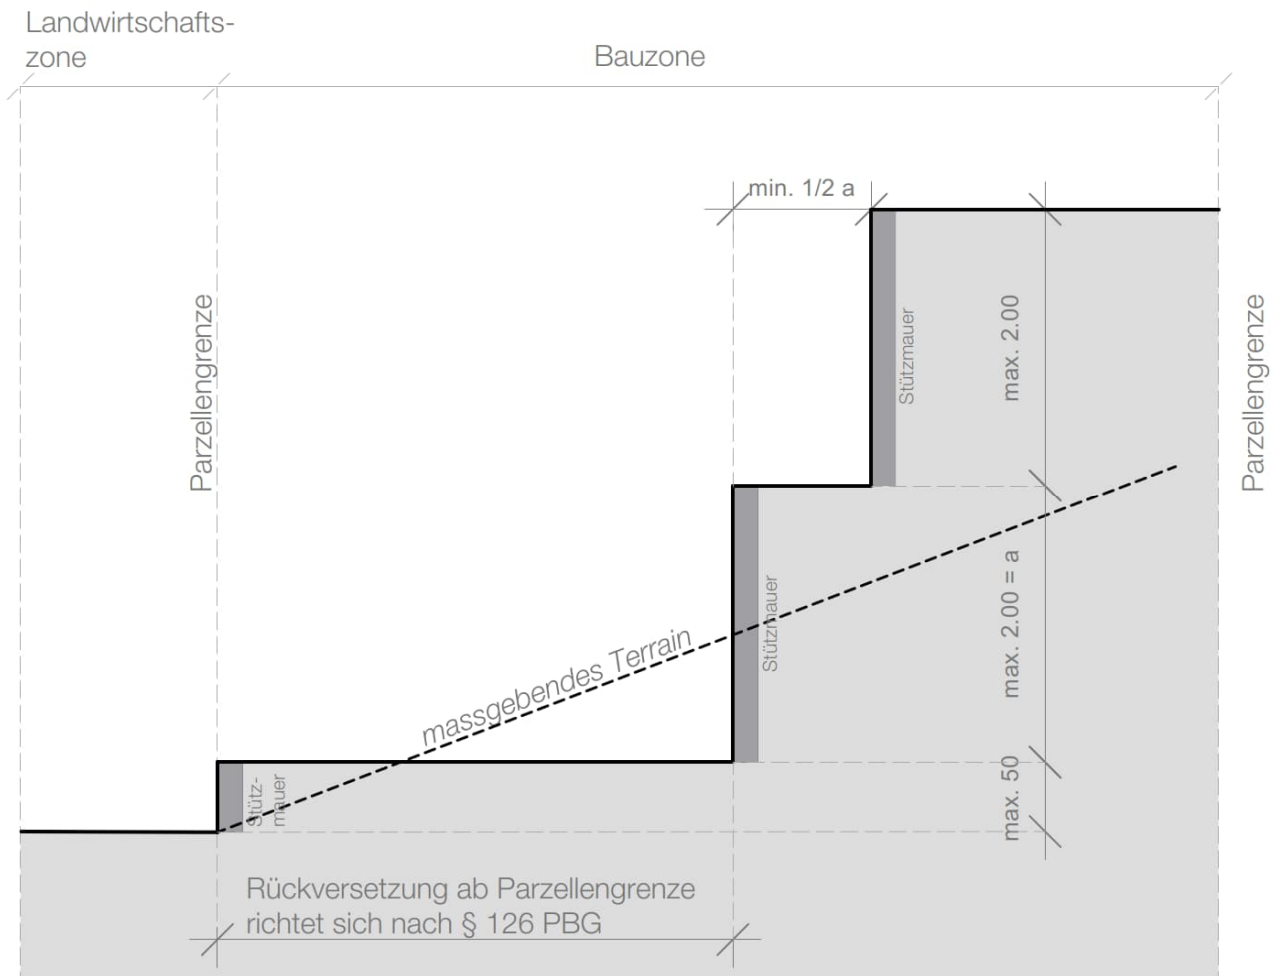 Landwirtschafts-
zone
Bauzone
min. 1/2 a
Parzellengrenze
Stützmauer
max. 2.00
Parzellengrenze
massgebendes Terrain
Stützmauer
max. 2.00 = a
Stütz-
mauer
max. 50
Rückversetzung ab Parzellengrenze
richtet sich nach § 126 PBG